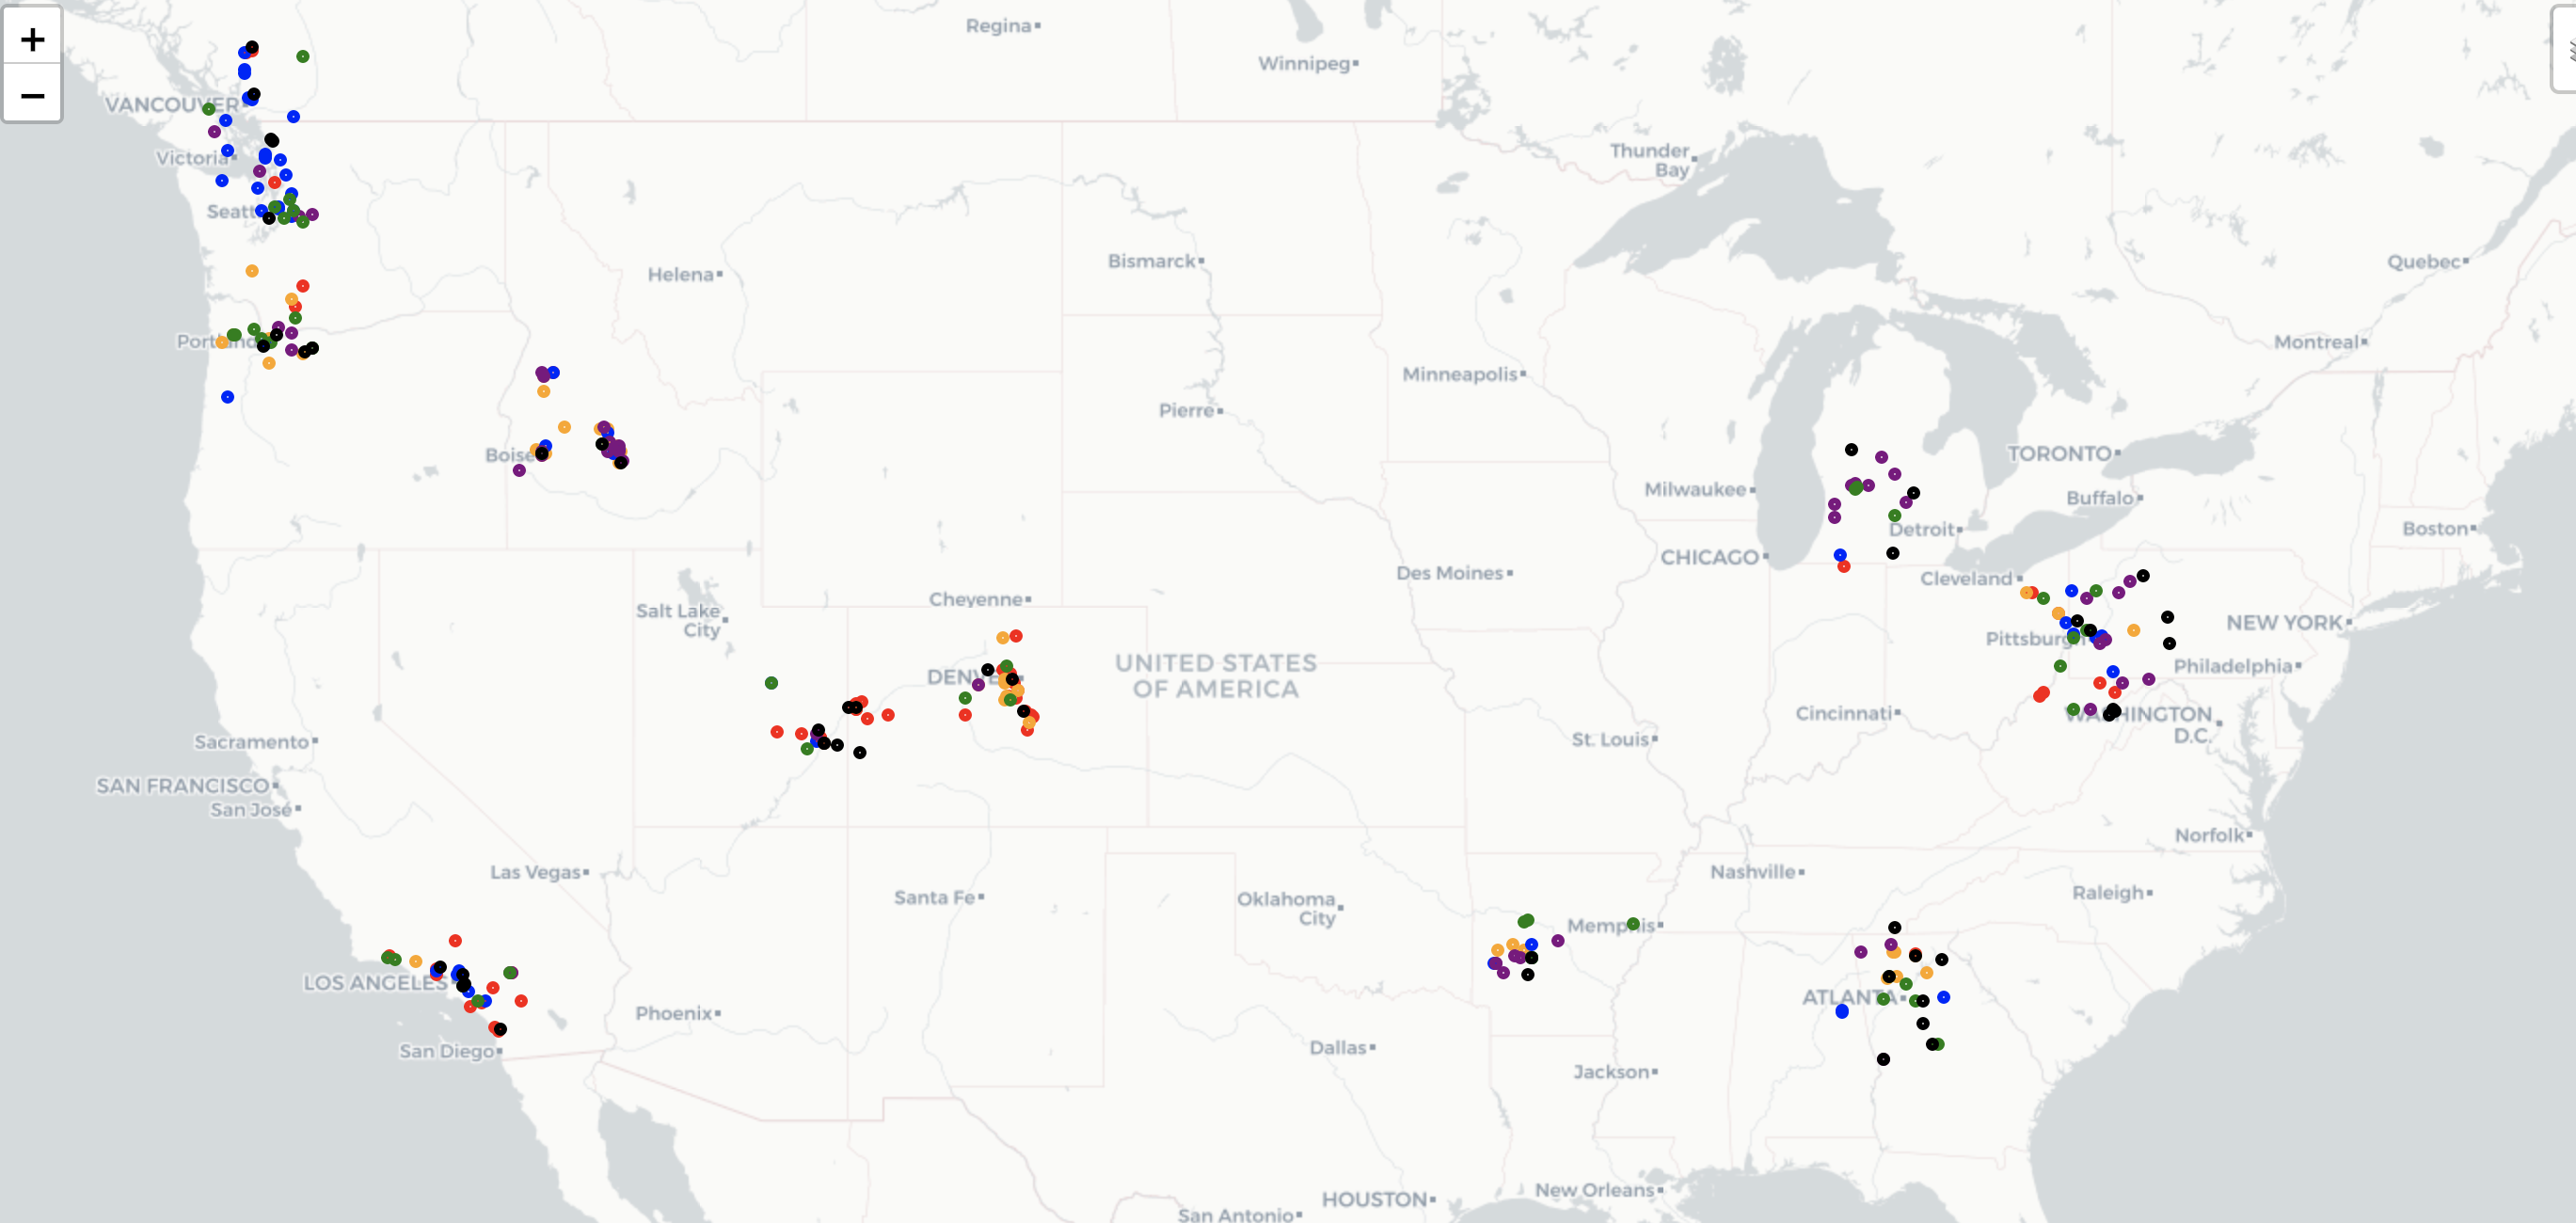 +
−
Regina
Winnipeg
VANCOUVER
Victoria
Thunder
Bay
Seatt
Helena
Bismarck
Quebec
Portland
Montreal
Minneapolis
Pierre
Boise
TORONTO
Milwaukee
Buffalo
Detroit
Boston
CHICAGO
Des Moines
Cleveland
Cheyenne
Salt Lake
City
NEW YORK
Pittsburgh
UNITED STATES
OF AMERICA
Philadelphia
DENVE
Cincinnati
WASHINGTON
D.C.
Sacramento
St. Louis
SAN FRANCISCO
San José
Norfolk
Las Vegas
Nashville
Santa Fe
Raleigh
Oklahoma
City
Memphis
LOS ANGELES
ATLANTA
Phoenix
San Diego
Dallas
Jackson
New Orleans
HOUSTON
San Antonio